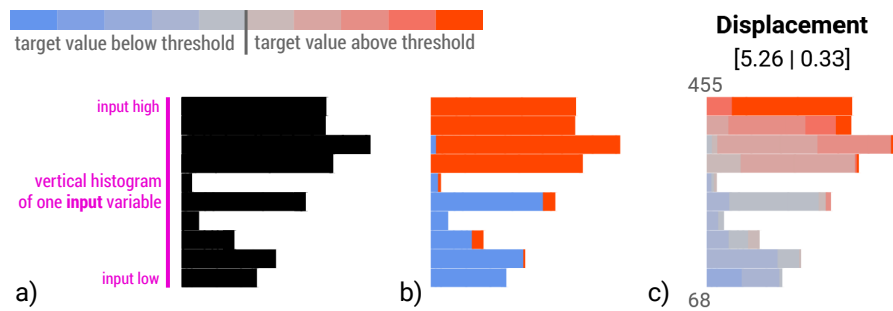 target value below threshold
target value above threshold
Displacement
[5.26 | 0.33]
455
input high
vertical histogram
of one input variable
input low
a)
b)
c)
68